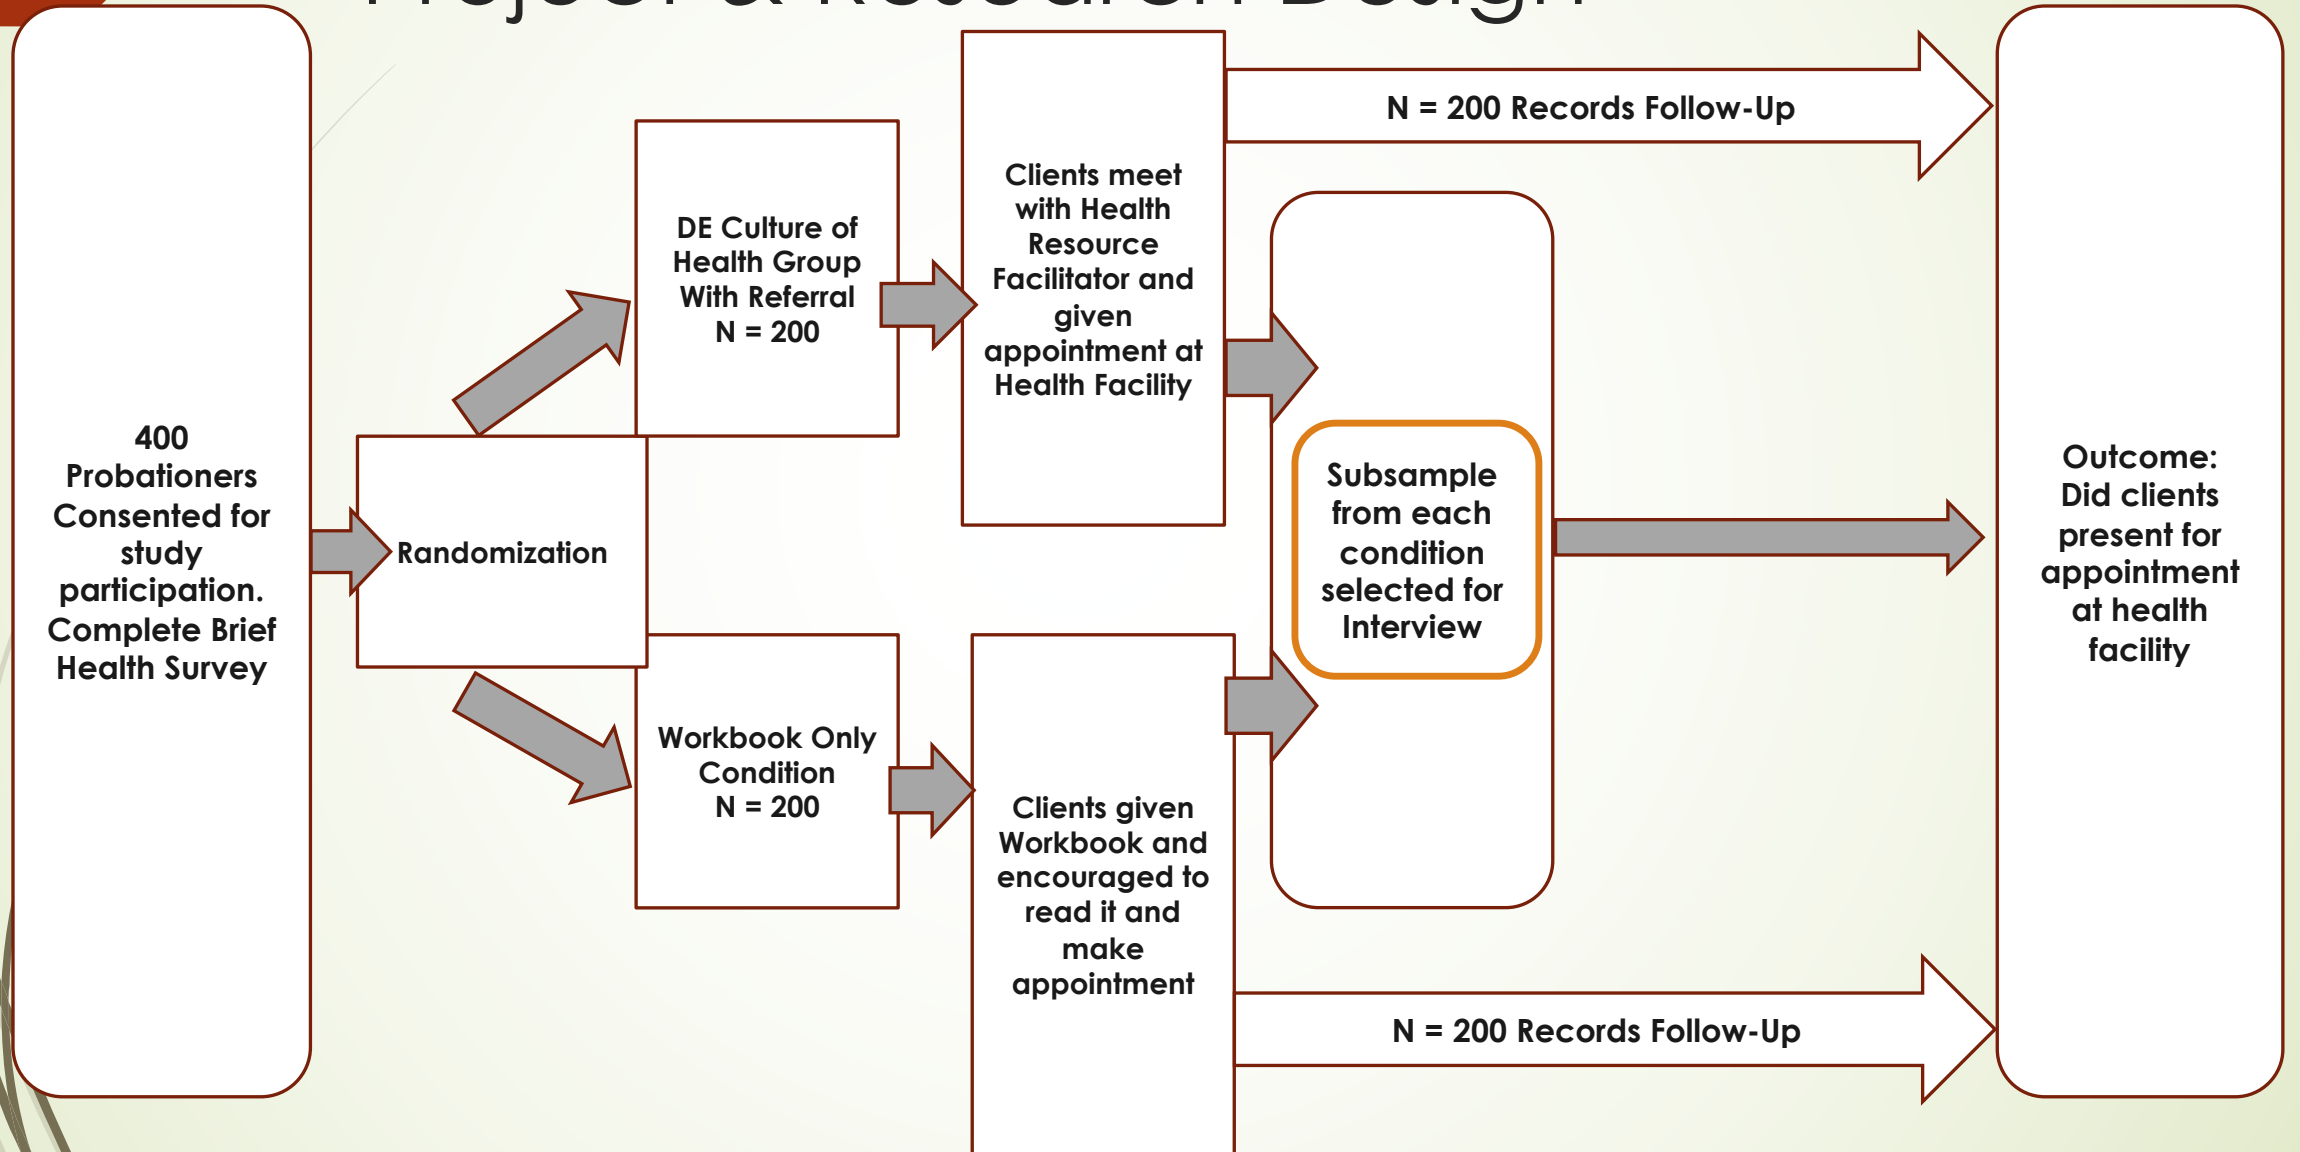 Project & Research Design
400
Probationers
Consented for
study
participation.
Complete Brief
Health Survey
Randomization
DE Culture of
Health Group
With Referral
N = 200
Workbook Only
Condition
N = 200
Clients meet
with Health
Resource
Facilitator and
given
appointment at
Health Facility
Clients given
Workbook and
encouraged to
read it and
make
appointment
N = 200 Records Follow-Up
Subsample
from each
condition
selected for
Interview
N = 200 Records Follow-Up
Outcome:
Did clients
present for
appointment
at health
facility